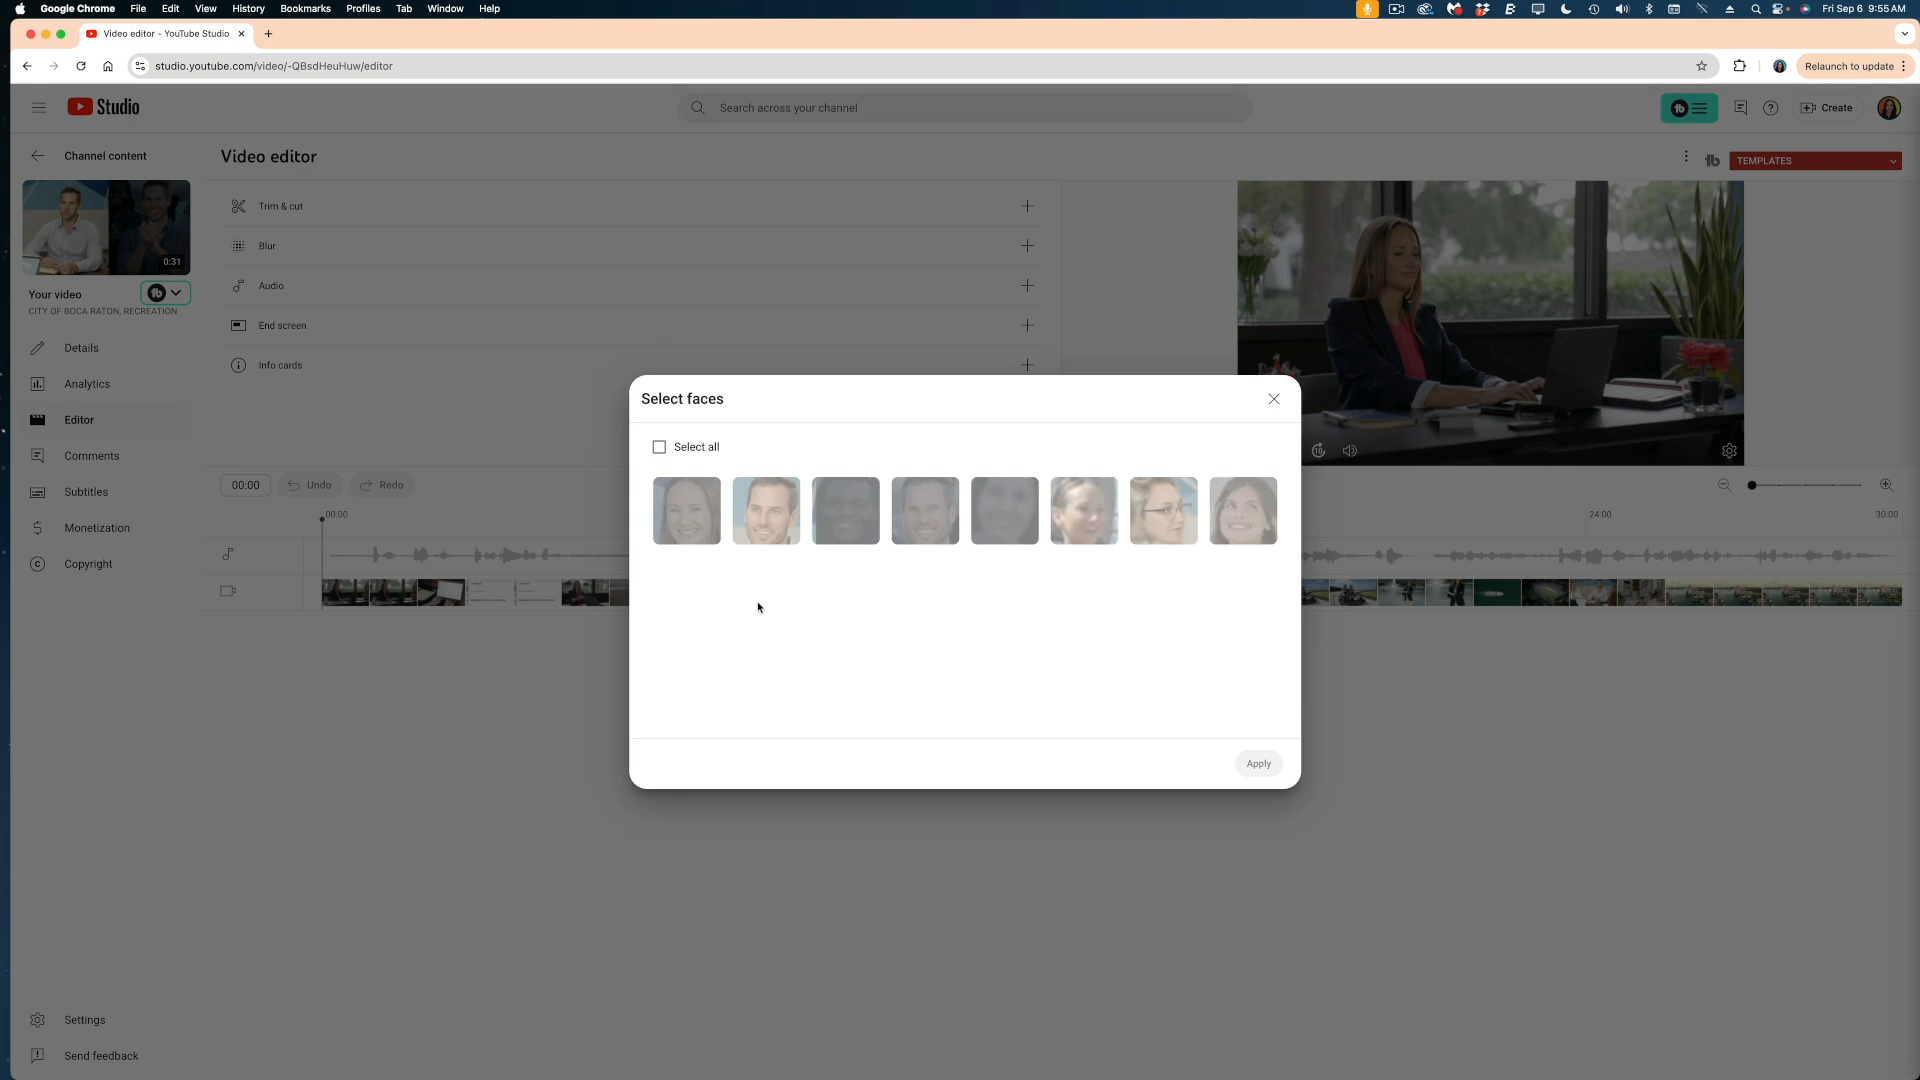 Google Chrome File Edit View History Bookmarks Profiles Tab Window Help
Fri Sep 6 9:55 AM
Video editor - YouTube Studio
studio.youtube.com/video/-QBsdHeuHuw/editor
Relaunch to update
Studio
Search across your channel
Create
Channel content
Video editor
TEMPLATES
0:31
Your video
CITY OF BOCA RATON, RECREATION
Trim & cut
Blur
Audio
End screen
Info cards
Details
Analytics
Editor
Comments
Subtitles
Monetization
Copyright
Select faces
Select all
Apply
10
00:00 Undo Redo
00:00 24:00 30:00
Settings
Send feedback